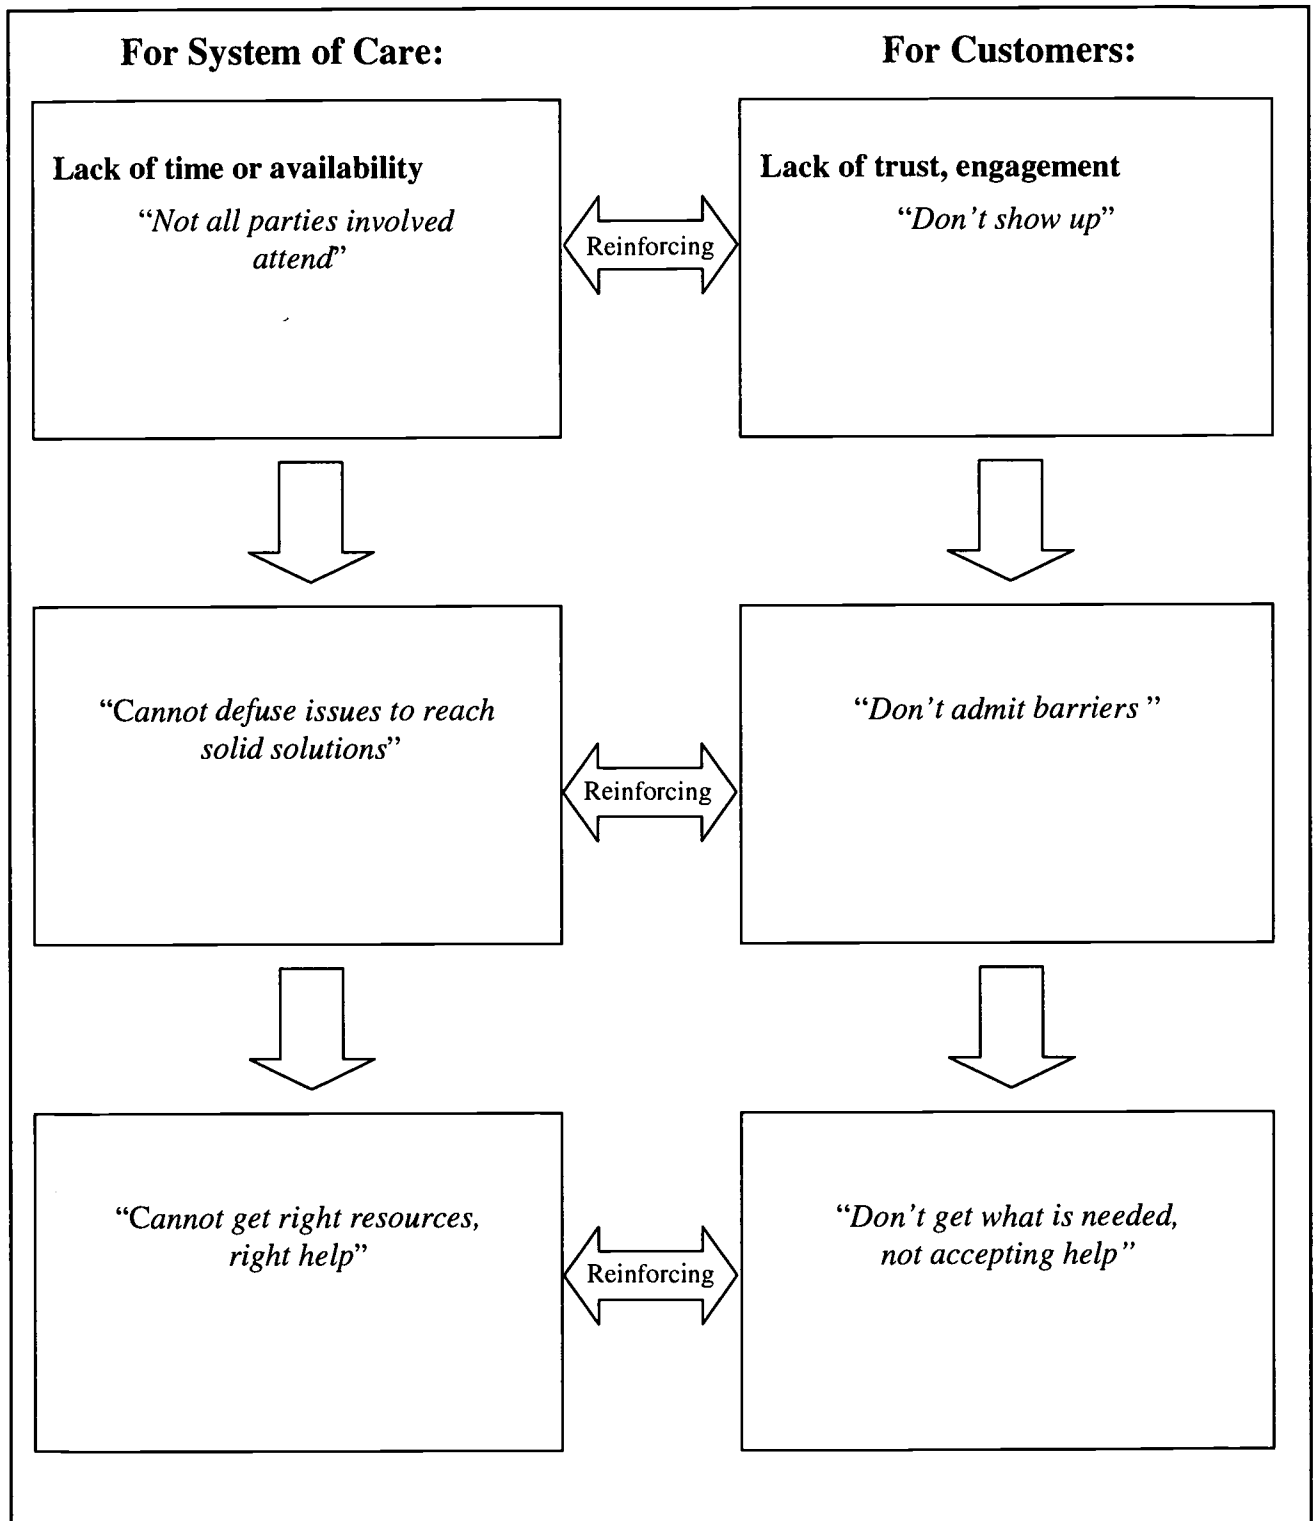 For System of Care:
For Customers:
Lack of time or availability
“Not all parties involved
attend”
Reinforcing
Lack of trust, engagement
“Don’t show up”
“Cannot defuse issues to reach
solid solutions”
Reinforcing
“Don’t admit barriers ”
“Cannot get right resources,
right help”
Reinforcing
“Don’t get what is needed,
not accepting help”